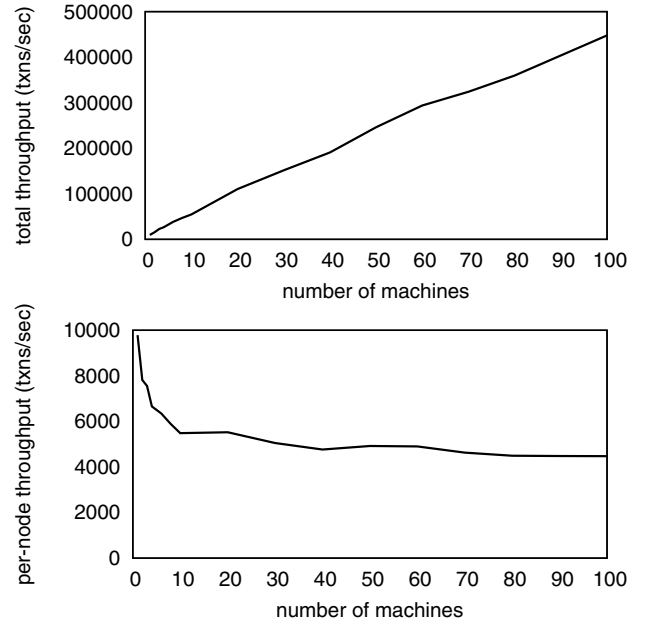 500000
400000
300000
200000
100000
0
total throughput (txns/sec)
0 10 20 30 40 50 60 70 80 90 100
number of machines
10000
8000
6000
4000
2000
0
per-node throughput (txns/sec)
0 10 20 30 40 50 60 70 80 90 100
number of machines